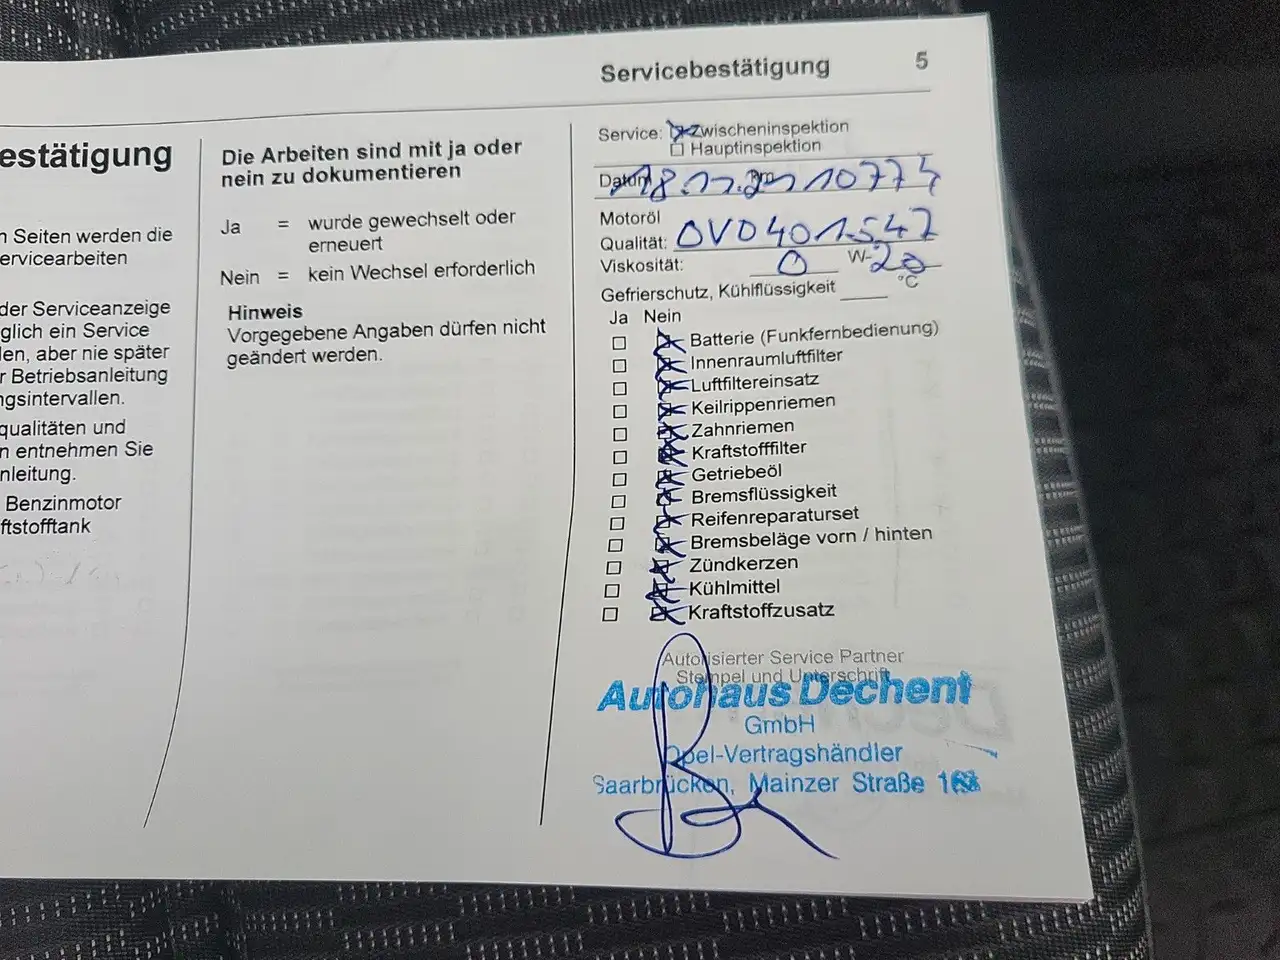 Servicebestätigung 5
estätigung
n Seiten werden die
ervicearbeiten
der Serviceanzeige
glich ein Service
len, aber nie später
r Betriebsanleitung
ngsintervallen.
qualitäten und
n entnehmen Sie
nleitung.
Benzinmotor
ftstofftank
Die Arbeiten sind mit ja oder
nein zu dokumentieren
Ja = wurde gewechselt oder
erneuert
Nein = kein Wechsel erforderlich
Hinweis
Vorgegebene Angaben dürfen nicht
geändert werden.
Service: Zwischeninspektion
Hauptinspektion
Datum 18.11.21 km 10774
Motoröl
Qualität: OV0401547
Viskosität: 0 W-20
Gefrierschutz, Kühlflüssigkeit °C
Ja Nein
Batterie (Funkfernbedienung)
Innenraumluftfilter
Luftfiltereinsatz
Keilrippenriemen
Zahnriemen
Kraftstofffilter
Getriebeöl
Bremsflüssigkeit
Reifenreparaturset
Bremsbeläge vorn / hinten
Zündkerzen
Kühlmittel
Kraftstoffzusatz
Autorisierter Service Partner
Stempel und Unterschrift
Autohaus Dechent
GmbH
Opel-Vertragshändler
Saarbrücken, Mainzer Straße